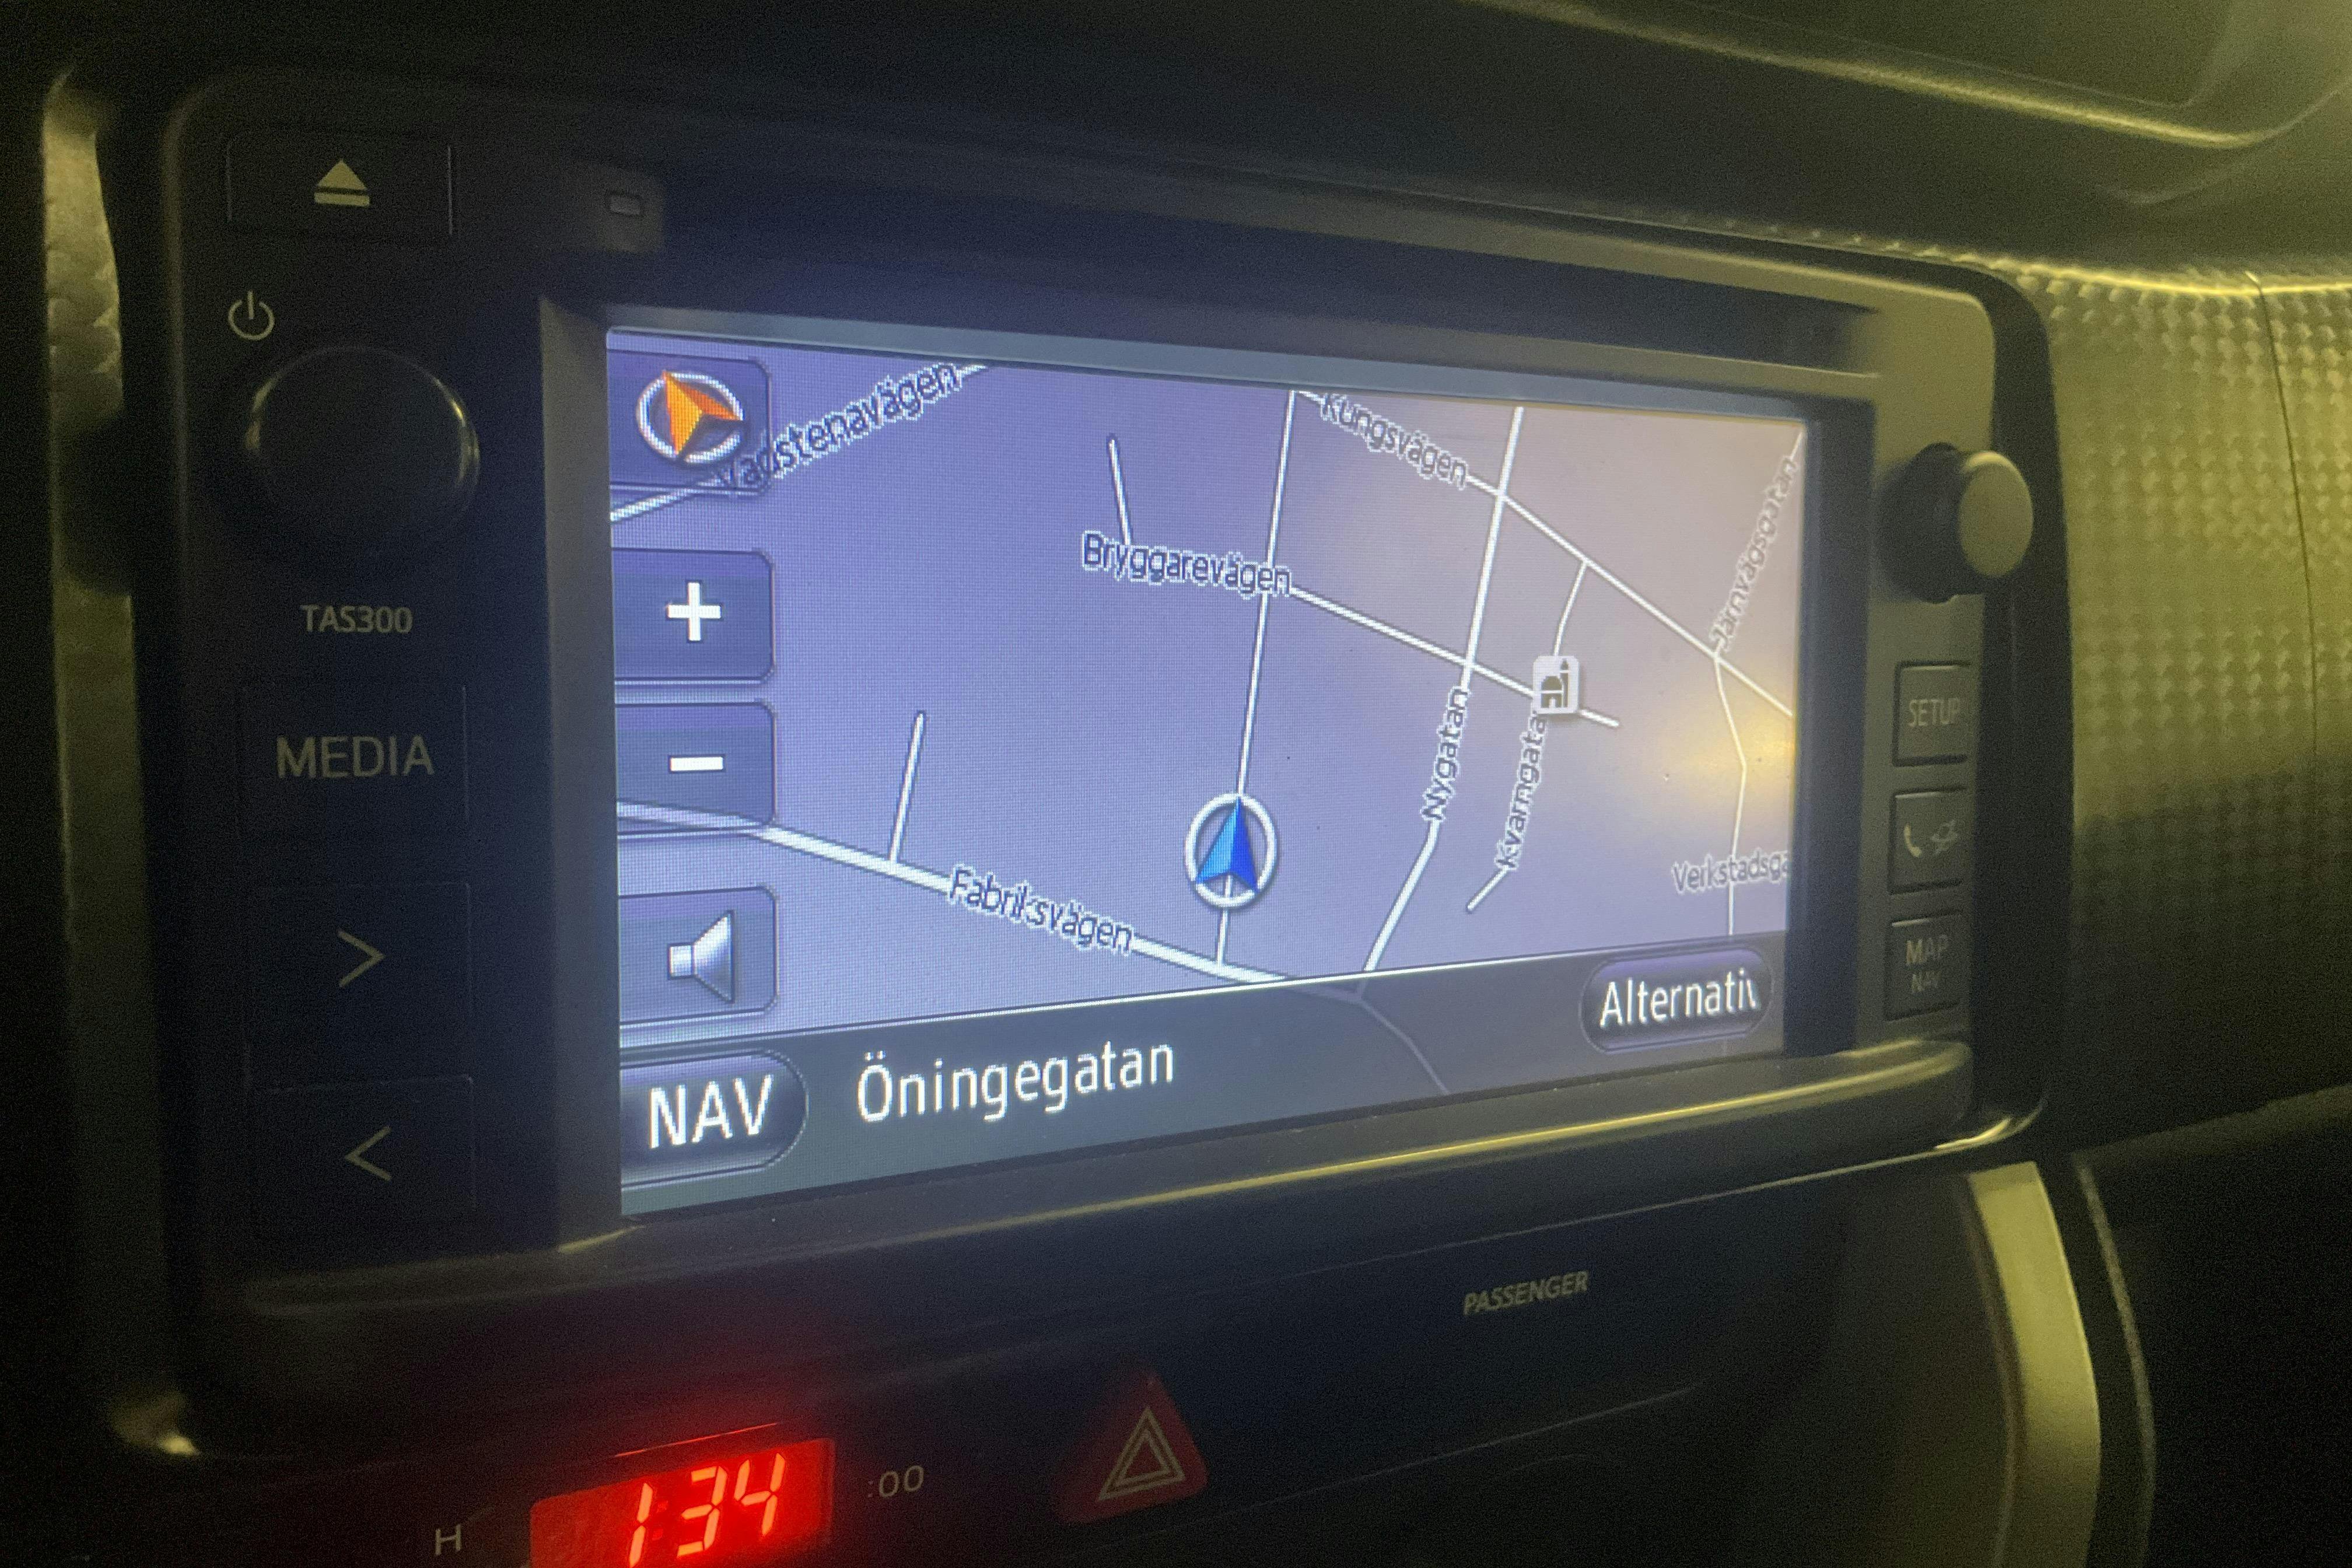 TAS300
MEDIA
Vadstenavägen
Kungsvägen
Järnvägsgatan
Bryggarevägen
Nygatan
Kvarngatan
Fabriksvägen
Verkstadsga
Alternativ
NAV
Öningegatan
SETUP
MAP
NAV
PASSENGER
1:34
:00
H